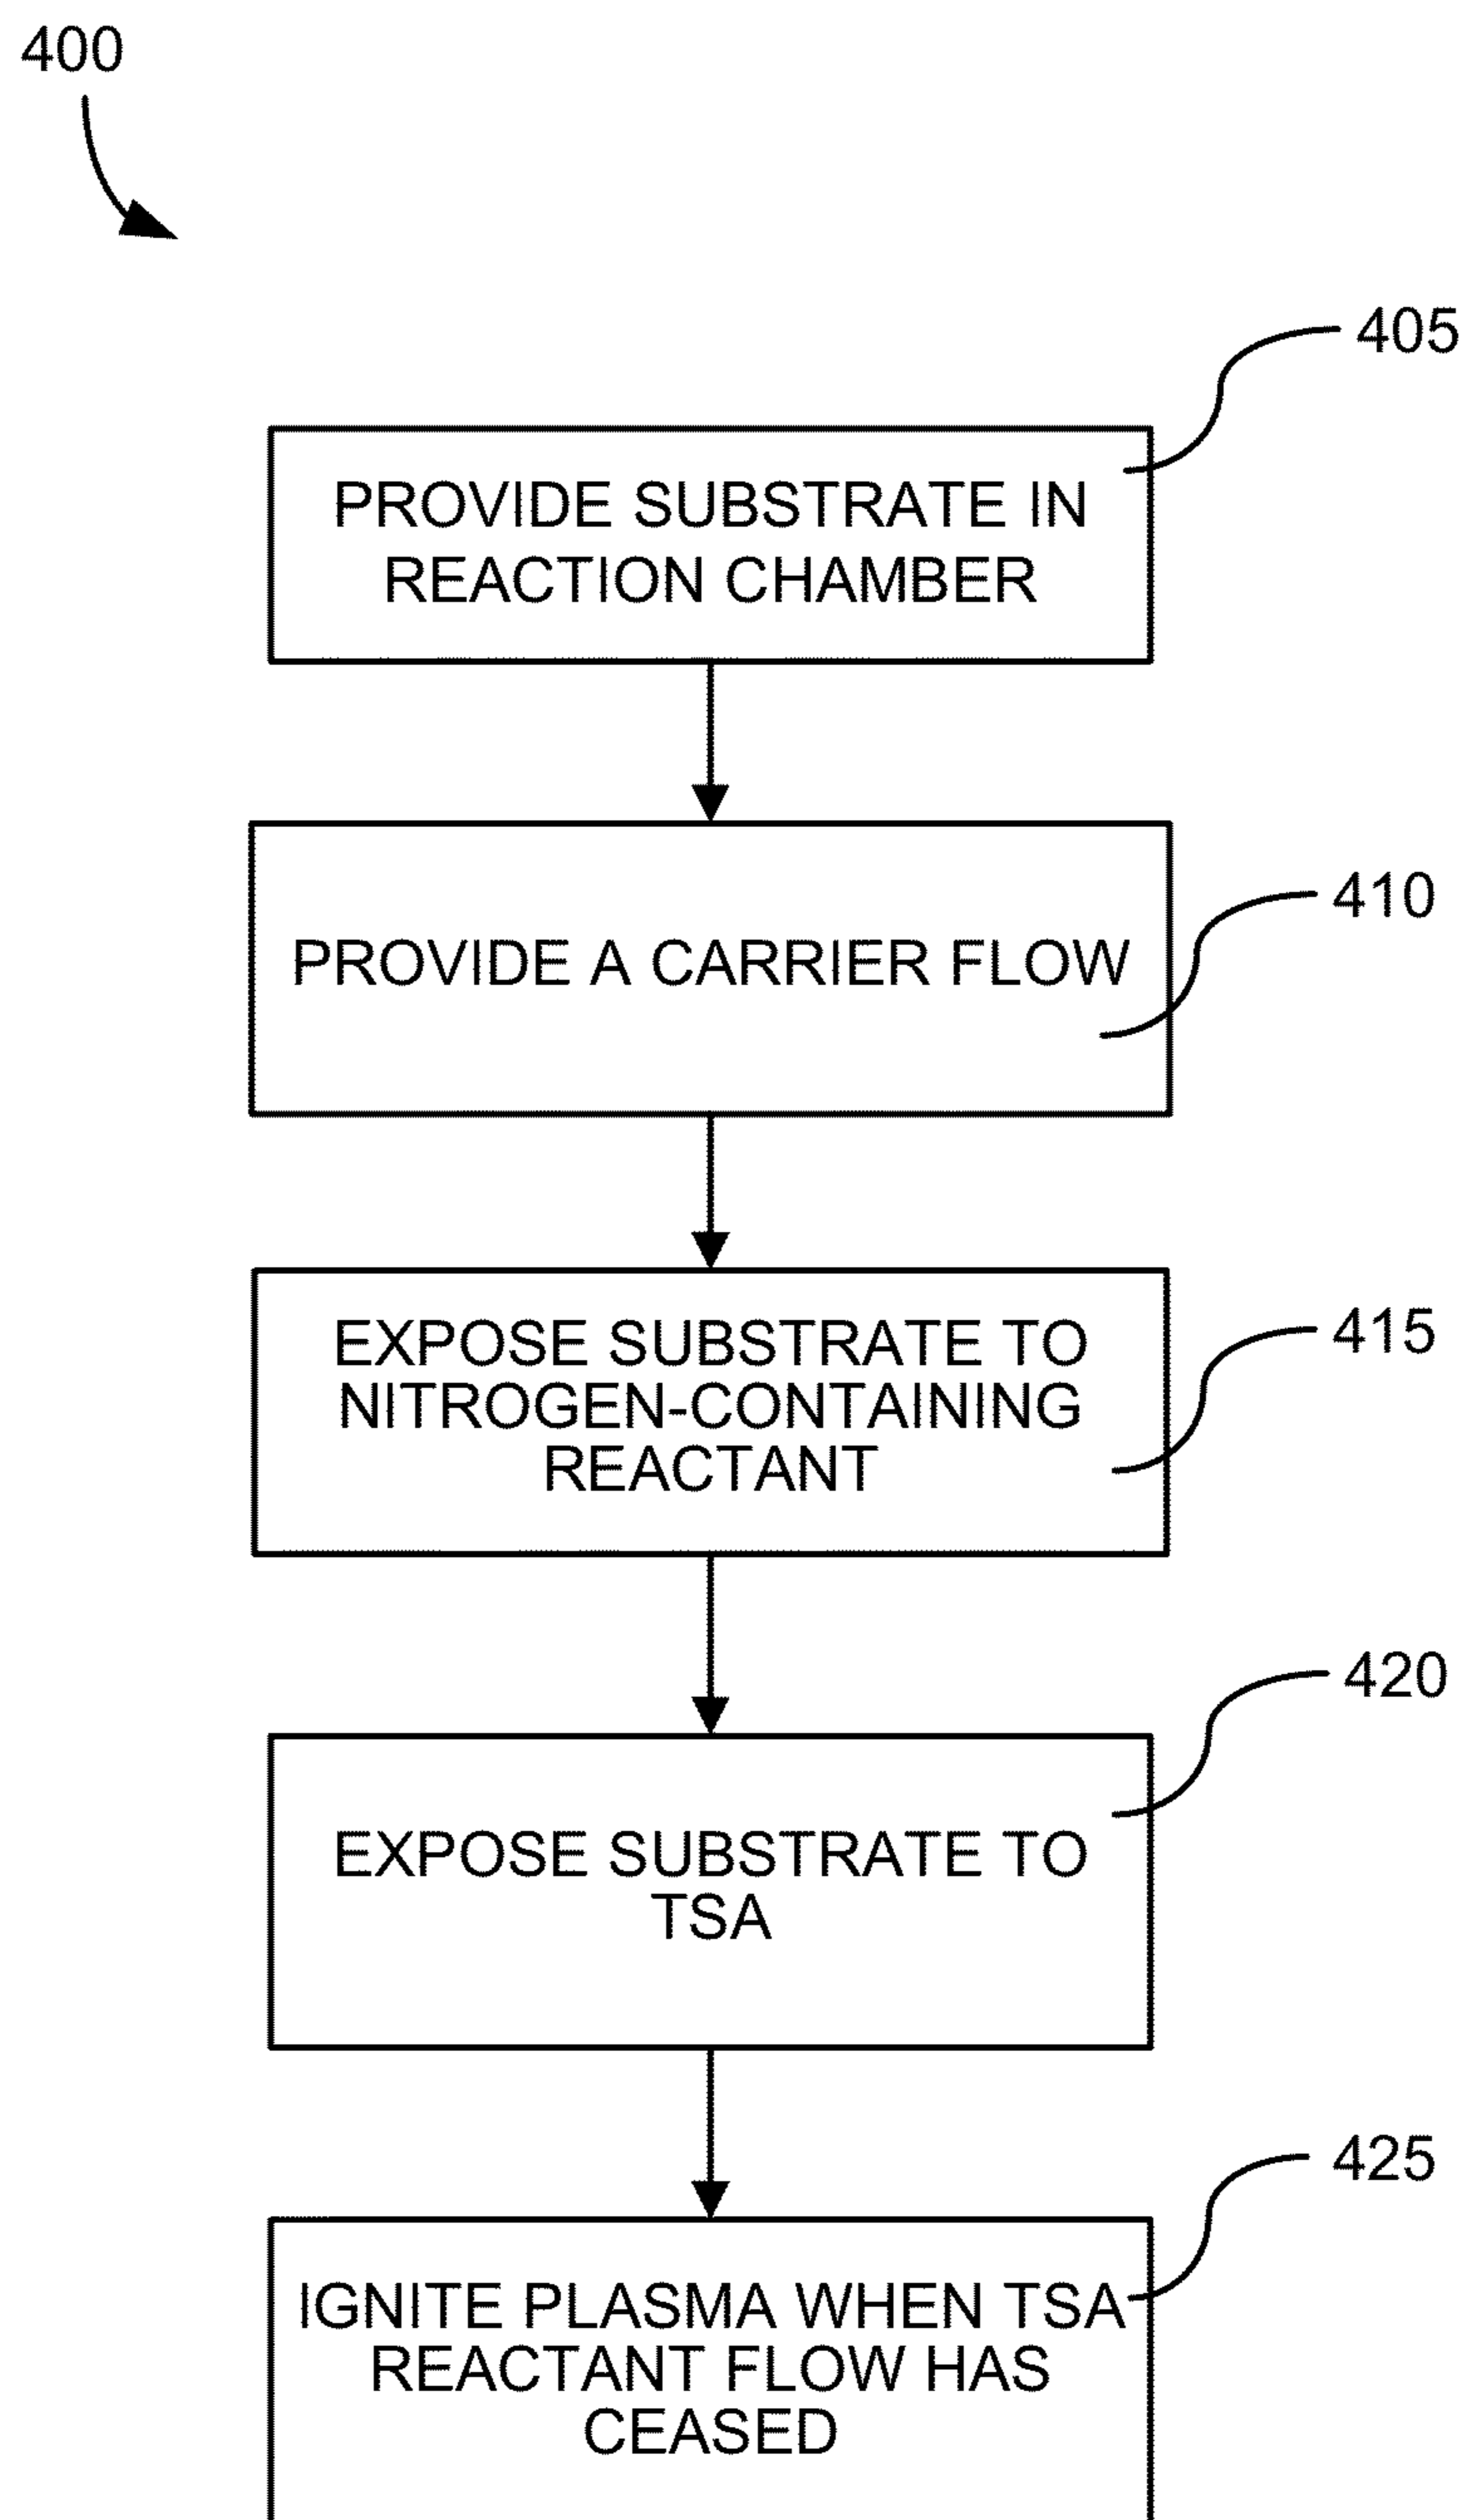 400
405
PROVIDE SUBSTRATE IN
REACTION CHAMBER
410
PROVIDE A CARRIER FLOW
415
EXPOSE SUBSTRATE TO
NITROGEN-CONTAINING
REACTANT
420
EXPOSE SUBSTRATE TO
TSA
425
IGNITE PLASMA WHEN TSA
REACTANT FLOW HAS
CEASED